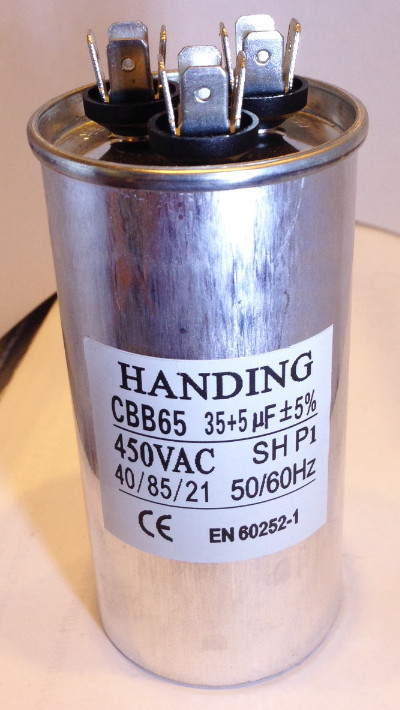 HANDING
CBB65 35+5 µF±5%
450VAC SH P1
40/85/21 50/60Hz
CE EN 60252-1